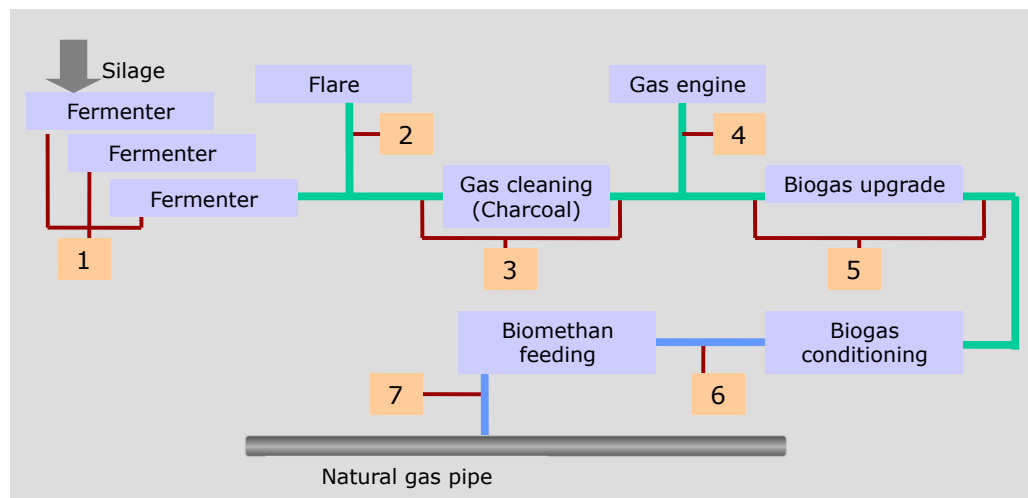 Silage
Fermenter
Fermenter
Fermenter
1
Flare
2
Gas cleaning
(Charcoal)
3
Gas engine
4
Biogas upgrade
5
Biogas
conditioning
6
Biomethan
feeding
7
Natural gas pipe